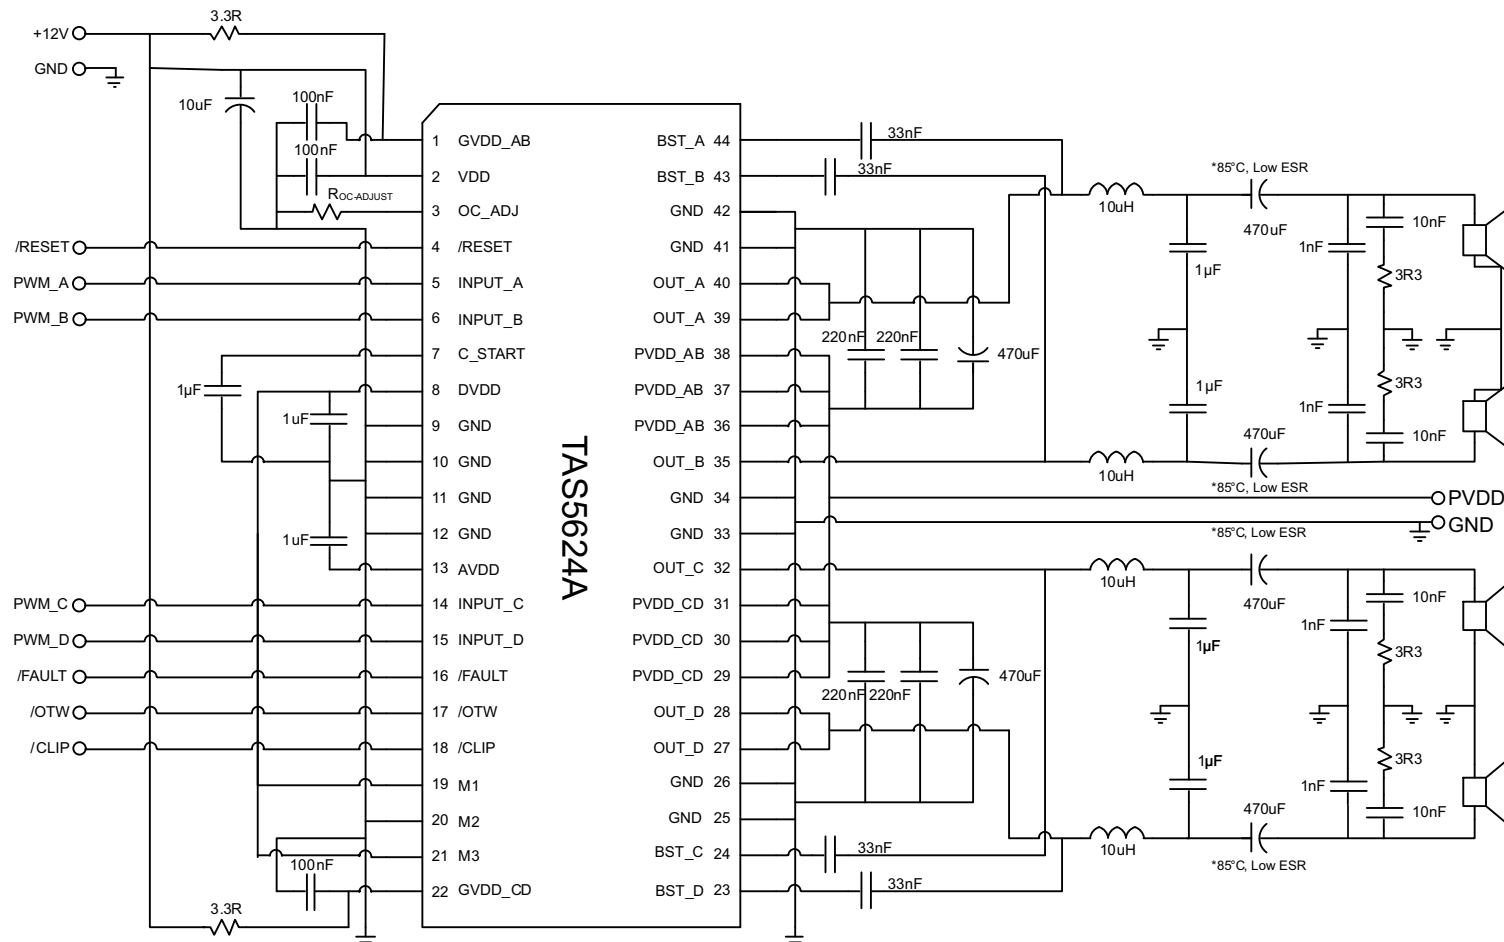 3.3R
+12V
GND
10uF
100nF
100nF
ROC-ADJUST
/RESET
PWM_A
PWM_B
1µF
1uF
1uF
PWM_C
PWM_D
/FAULT
/OTW
/CLIP
100nF
3.3R
TAS5624A
1 GVDD_AB
2 VDD
3 OC_ADJ
4 /RESET
5 INPUT_A
6 INPUT_B
7 C_START
8 DVDD
9 GND
10 GND
11 GND
12 GND
13 AVDD
14 INPUT_C
15 INPUT_D
16 /FAULT
17 /OTW
18 /CLIP
19 M1
20 M2
21 M3
22 GVDD_CD
BST_A 44
BST_B 43
GND 42
GND 41
OUT_A 40
OUT_A 39
PVDD_AB 38
PVDD_AB 37
PVDD_AB 36
OUT_B 35
GND 34
GND 33
OUT_C 32
PVDD_CD 31
PVDD_CD 30
PVDD_CD 29
OUT_D 28
OUT_D 27
GND 26
GND 25
BST_C 24
BST_D 23
33nF
33nF
220nF 220nF
470uF
220nF 220nF
470uF
33nF
33nF
10uH
*85°C, Low ESR
470uF
1µF
1nF
10nF
3R3
1µF
1nF
3R3
10nF
470uF
10uH
*85°C, Low ESR
PVDD
GND
*85°C, Low ESR
10uH
470uF
1µF
1nF
10nF
3R3
1µF
1nF
3R3
10nF
470uF
10uH
*85°C, Low ESR